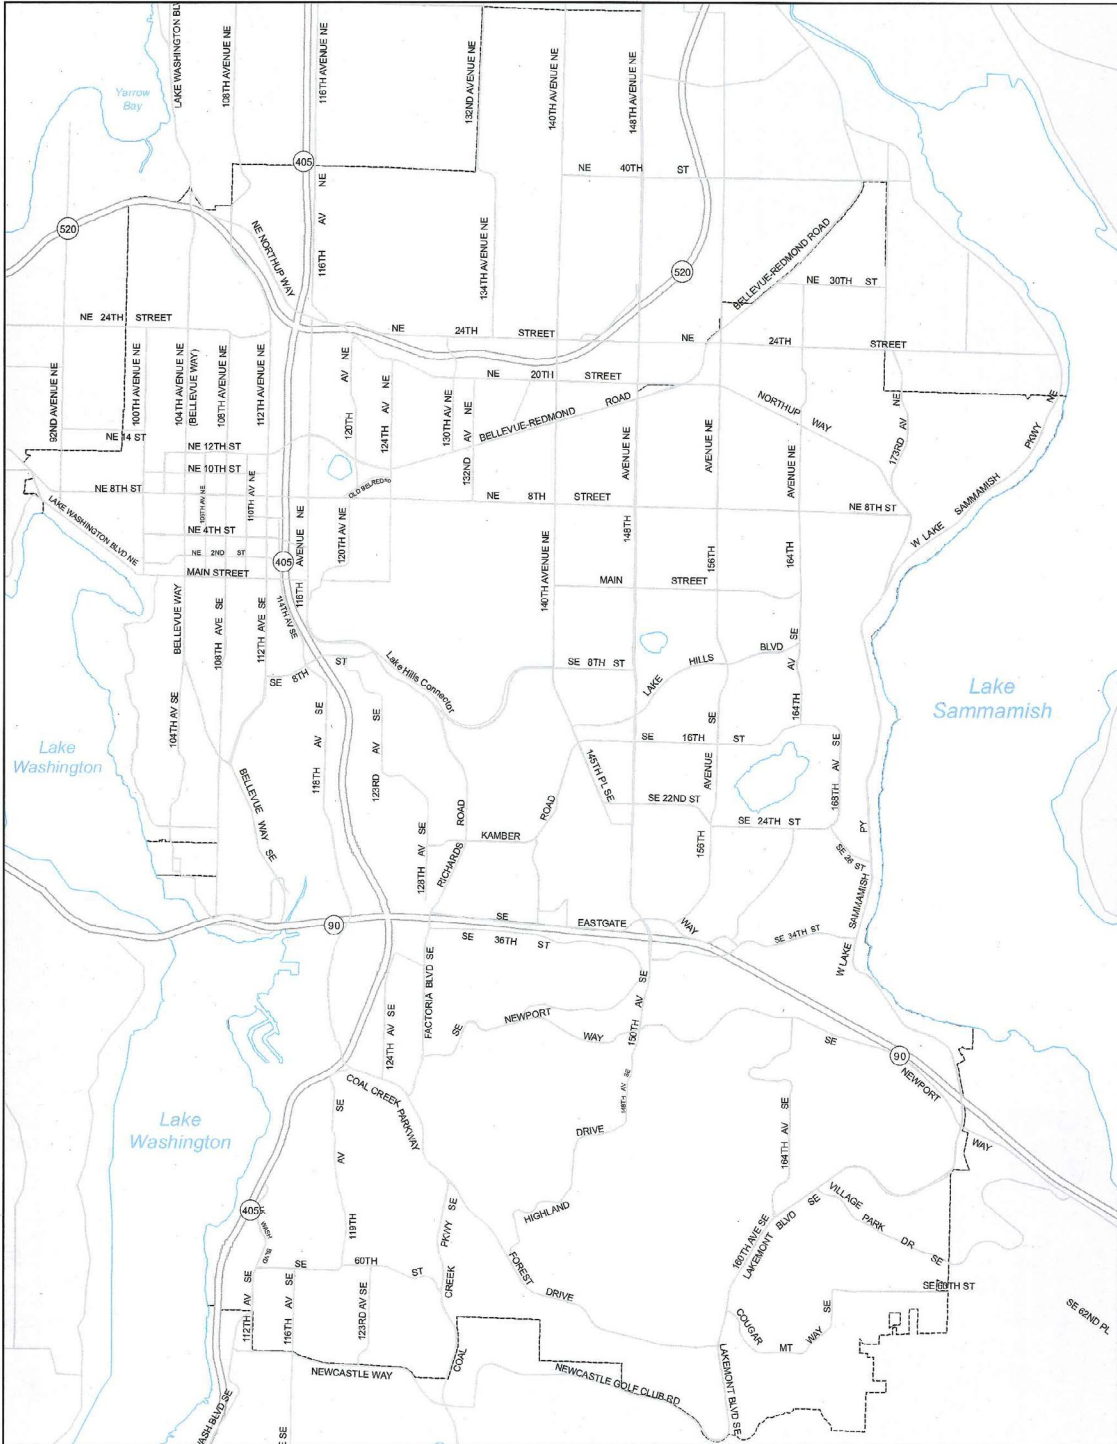 LAKE WASHINGTON BLV
108TH AVENUE NE
116TH AVENUE NE
132ND AVENUE NE
140TH AVENUE NE
148TH AVENUE NE
Yarrow
Bay
405
NE 40TH ST
520
NE NORTHUP WAY
116TH AV NE
134TH AVENUE NE
520
BELLEVUE-REDMOND ROAD
NE 30TH ST
NE 24TH STREET
NE 24TH STREET
NE 24TH STREET
92ND AVENUE NE
100TH AVENUE NE
104TH AVENUE NE
(BELLEVUE WAY)
108TH AVENUE NE
112TH AVENUE NE
120TH AV NE
124TH AV NE
130TH AV NE
132ND AV NE
NE 20TH STREET
BELLEVUE-REDMOND ROAD
NORTHUP WAY
173RD AV NE
W LAKE SAMMAMISH PKWY NE
NE 14 ST
NE 12TH ST
NE 10TH ST
NE 8TH ST
110TH AV NE
OLD BELRED RD
NE 8TH STREET
NE 8TH ST
148TH AVENUE NE
156TH AVENUE NE
164TH AVENUE NE
LAKE WASHINGTON BLVD NE
NE 4TH ST
NE 2ND ST
MAIN STREET
405
116TH AVENUE NE
120TH AV NE
140TH AVENUE NE
MAIN STREET
BELLEVUE WAY
108TH AVE SE
112TH AVE SE
114TH AV SE
SE 8TH ST
Lake Hills Connector
SE 8TH ST
LAKE HILLS BLVD
164TH AV SE
Lake
Sammamish
104TH AV SE
Lake
Washington
BELLEVUE WAY SE
118TH AV SE
123RD AV SE
145TH PL SE
SE 16TH ST
156TH AVENUE SE
168TH AV SE
SE 22ND ST
SE 24TH ST
SE 26 ST
128TH AV SE
RICHARDS ROAD
KAMBER ROAD
W LAKE SAMMAMISH PY
90
SE EASTGATE WAY
SE 36TH ST
SE 34TH ST
FACTORIA BLVD SE
124TH AV SE
SE NEWPORT WAY
150TH AV SE
SE NEWPORT WAY
90
148TH AV SE
COAL CREEK PARKWAY
Lake
Washington
HIGHLAND DRIVE
164TH AV SE
119TH AV SE
405
WASH BLVD
160TH AVE SE
LAKEMONT BLVD SE
VILLAGE PARK DR SE
SE 60TH ST
COAL CREEK PKWY SE
FOREST DRIVE
112TH AV SE
116TH AV SE
123RD AV SE
COUGAR MT WAY SE
SE 60TH ST
SE 62ND PL
NEWCASTLE WAY
NEWCASTLE GOLF CLUB RD
LAKEMONT BLVD SE
WASH BLVD SE
E SE